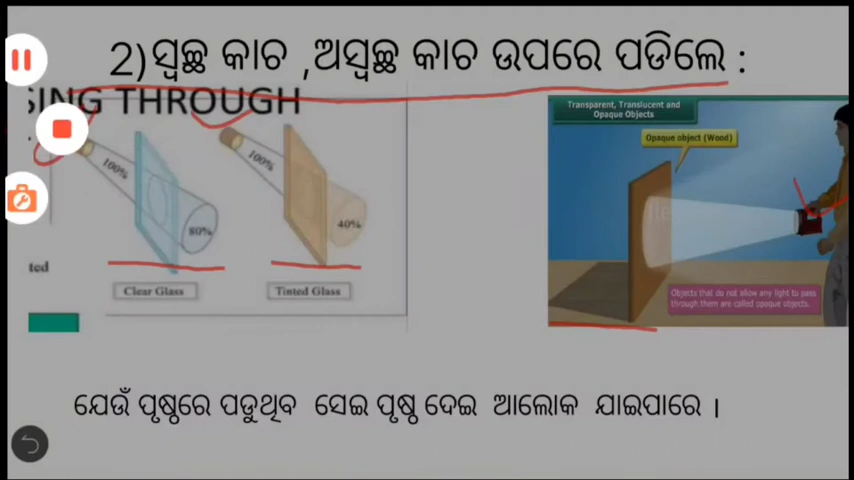 2) ସ୍ୱଚ୍ଛ କାଚ ,ଅସ୍ୱଚ୍ଛ କାଚ ଉପରେ ପଡିଲେ :
SING THROUGH
100%
80%
100%
40%
ted
Clear Glass
Tinted Glass
Transparent, Translucent and
Opaque Objects
Opaque object (Wood)
Objects that do not allow any light to pass
through them are called opaque objects.
ଯେଉଁ ପୃଷ୍ଠରେ ପଡୁଥିବ ସେଇ ପୃଷ୍ଠ ଦେଇ ଆଲୋକ ଯାଇପାରେ ।